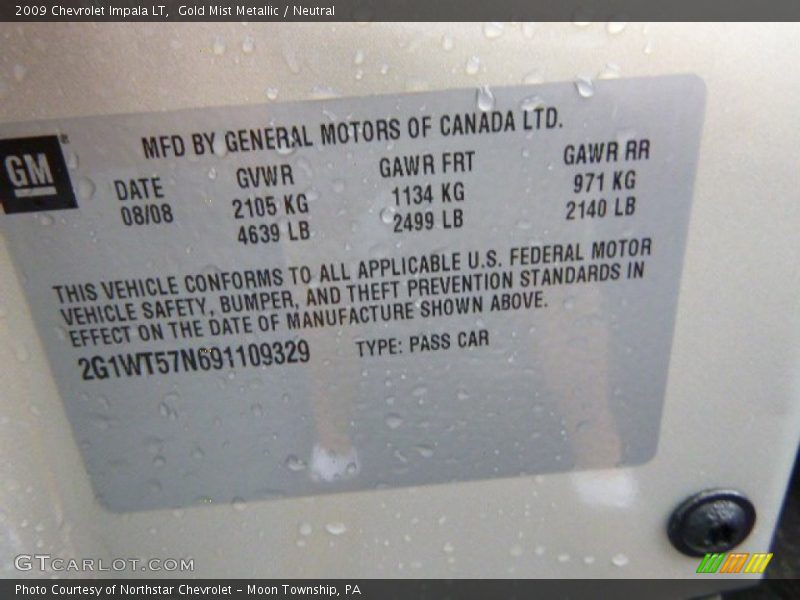 2009 Chevrolet Impala LT,  Gold Mist Metallic / Neutral
MFD BY GENERAL MOTORS OF CANADA LTD.
GM
DATE GVWR GAWR FRT GAWR RR
08/08 2105 KG 1134 KG 971 KG
4639 LB 2499 LB 2140 LB
THIS VEHICLE CONFORMS TO ALL APPLICABLE U.S. FEDERAL MOTOR
VEHICLE SAFETY, BUMPER, AND THEFT PREVENTION STANDARDS IN
EFFECT ON THE DATE OF MANUFACTURE SHOWN ABOVE.
2G1WT57N691109329 TYPE: PASS CAR
GTCARLOT.COM
Photo Courtesy of Northstar Chevrolet - Moon Township, PA